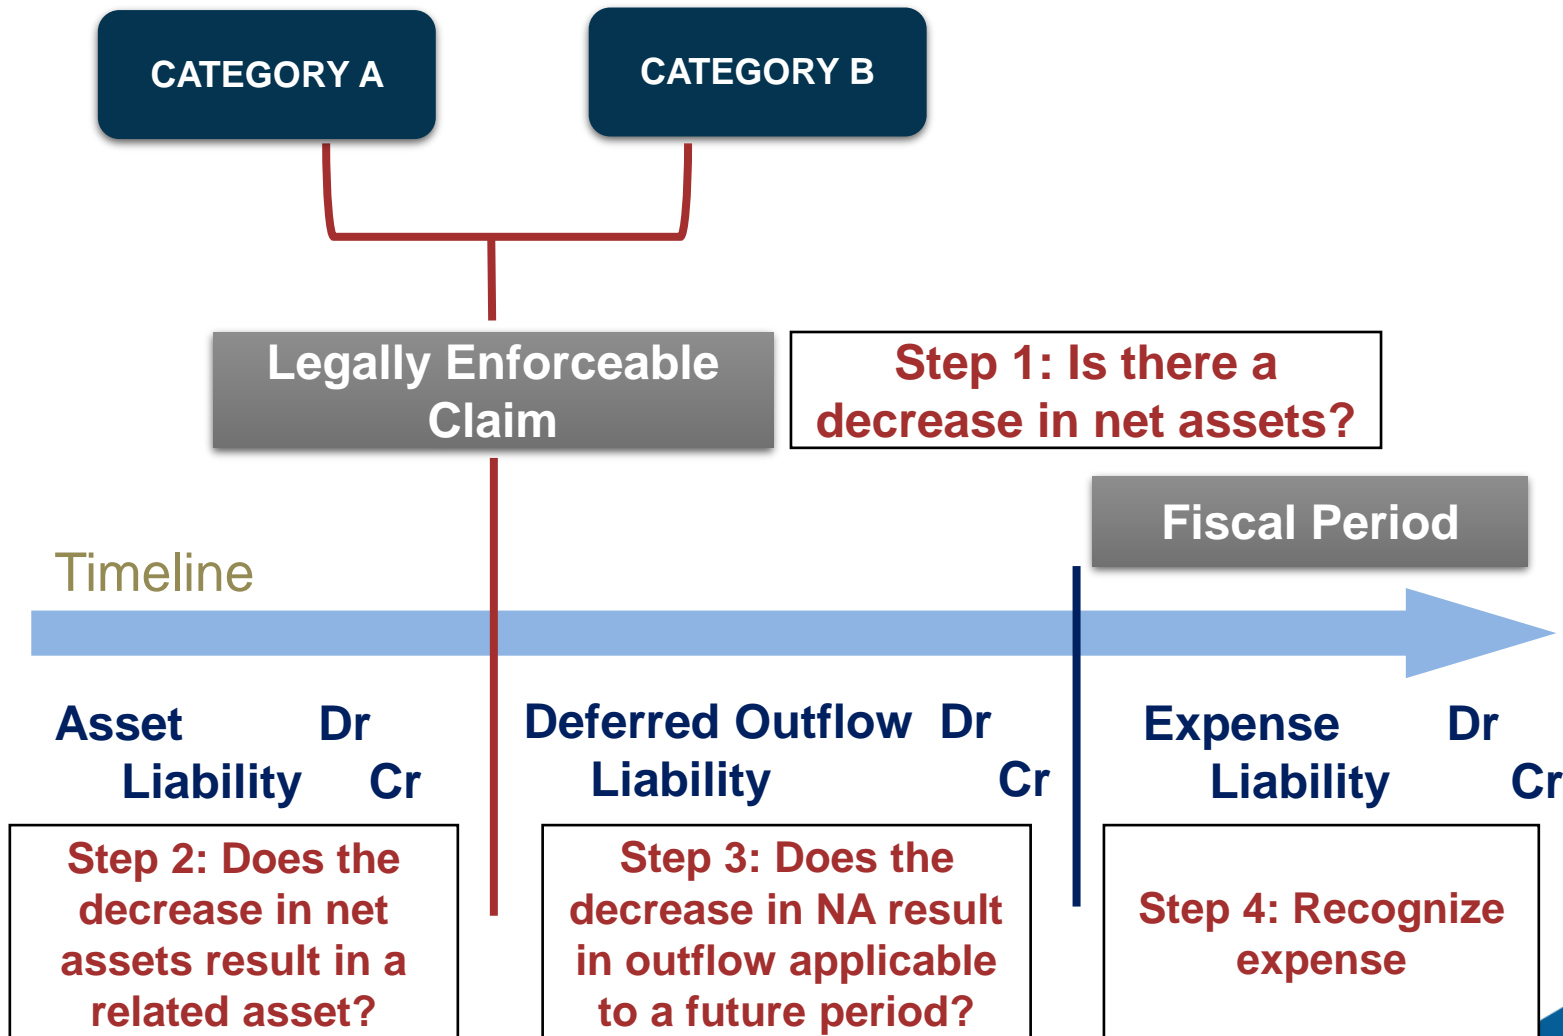 CATEGORY A
CATEGORY B
Legally Enforceable
Claim
Step 1: Is there a
decrease in net assets?
Fiscal Period
Timeline
Asset Dr
Liability Cr
Deferred Outflow Dr
Liability Cr
Expense Dr
Liability Cr
Step 2: Does the
decrease in net
assets result in a
related asset?
Step 3: Does the
decrease in NA result
in outflow applicable
to a future period?
Step 4: Recognize
expense